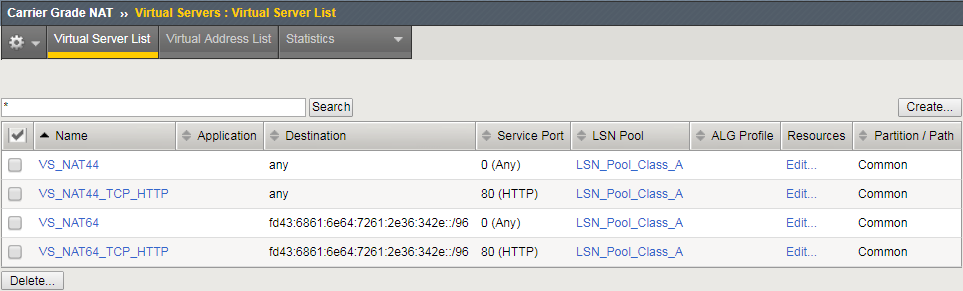 Carrier Grade NAT ›› Virtual Servers : Virtual Server List
Virtual Server List Virtual Address List Statistics
* Search Create...
Name Application Destination Service Port LSN Pool ALG Profile Resources Partition / Path
VS_NAT44 any 0 (Any) LSN_Pool_Class_A Edit... Common
VS_NAT44_TCP_HTTP any 80 (HTTP) LSN_Pool_Class_A Edit... Common
VS_NAT64 fd43:6861:6e64:7261:2e36:342e::/96 0 (Any) LSN_Pool_Class_A Edit... Common
VS_NAT64_TCP_HTTP fd43:6861:6e64:7261:2e36:342e::/96 80 (HTTP) LSN_Pool_Class_A Edit... Common
Delete...